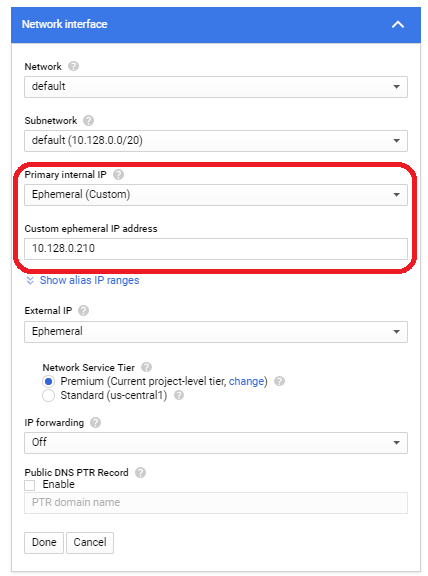 Network interface
Network
default
Subnetwork
default (10.128.0.0/20)
Primary internal IP
Ephemeral (Custom)
Custom ephemeral IP address
10.128.0.210
Show alias IP ranges
External IP
Ephemeral
Network Service Tier
Premium (Current project-level tier, change)
Standard (us-central1)
IP forwarding
Off
Public DNS PTR Record
Enable
PTR domain name
Done Cancel